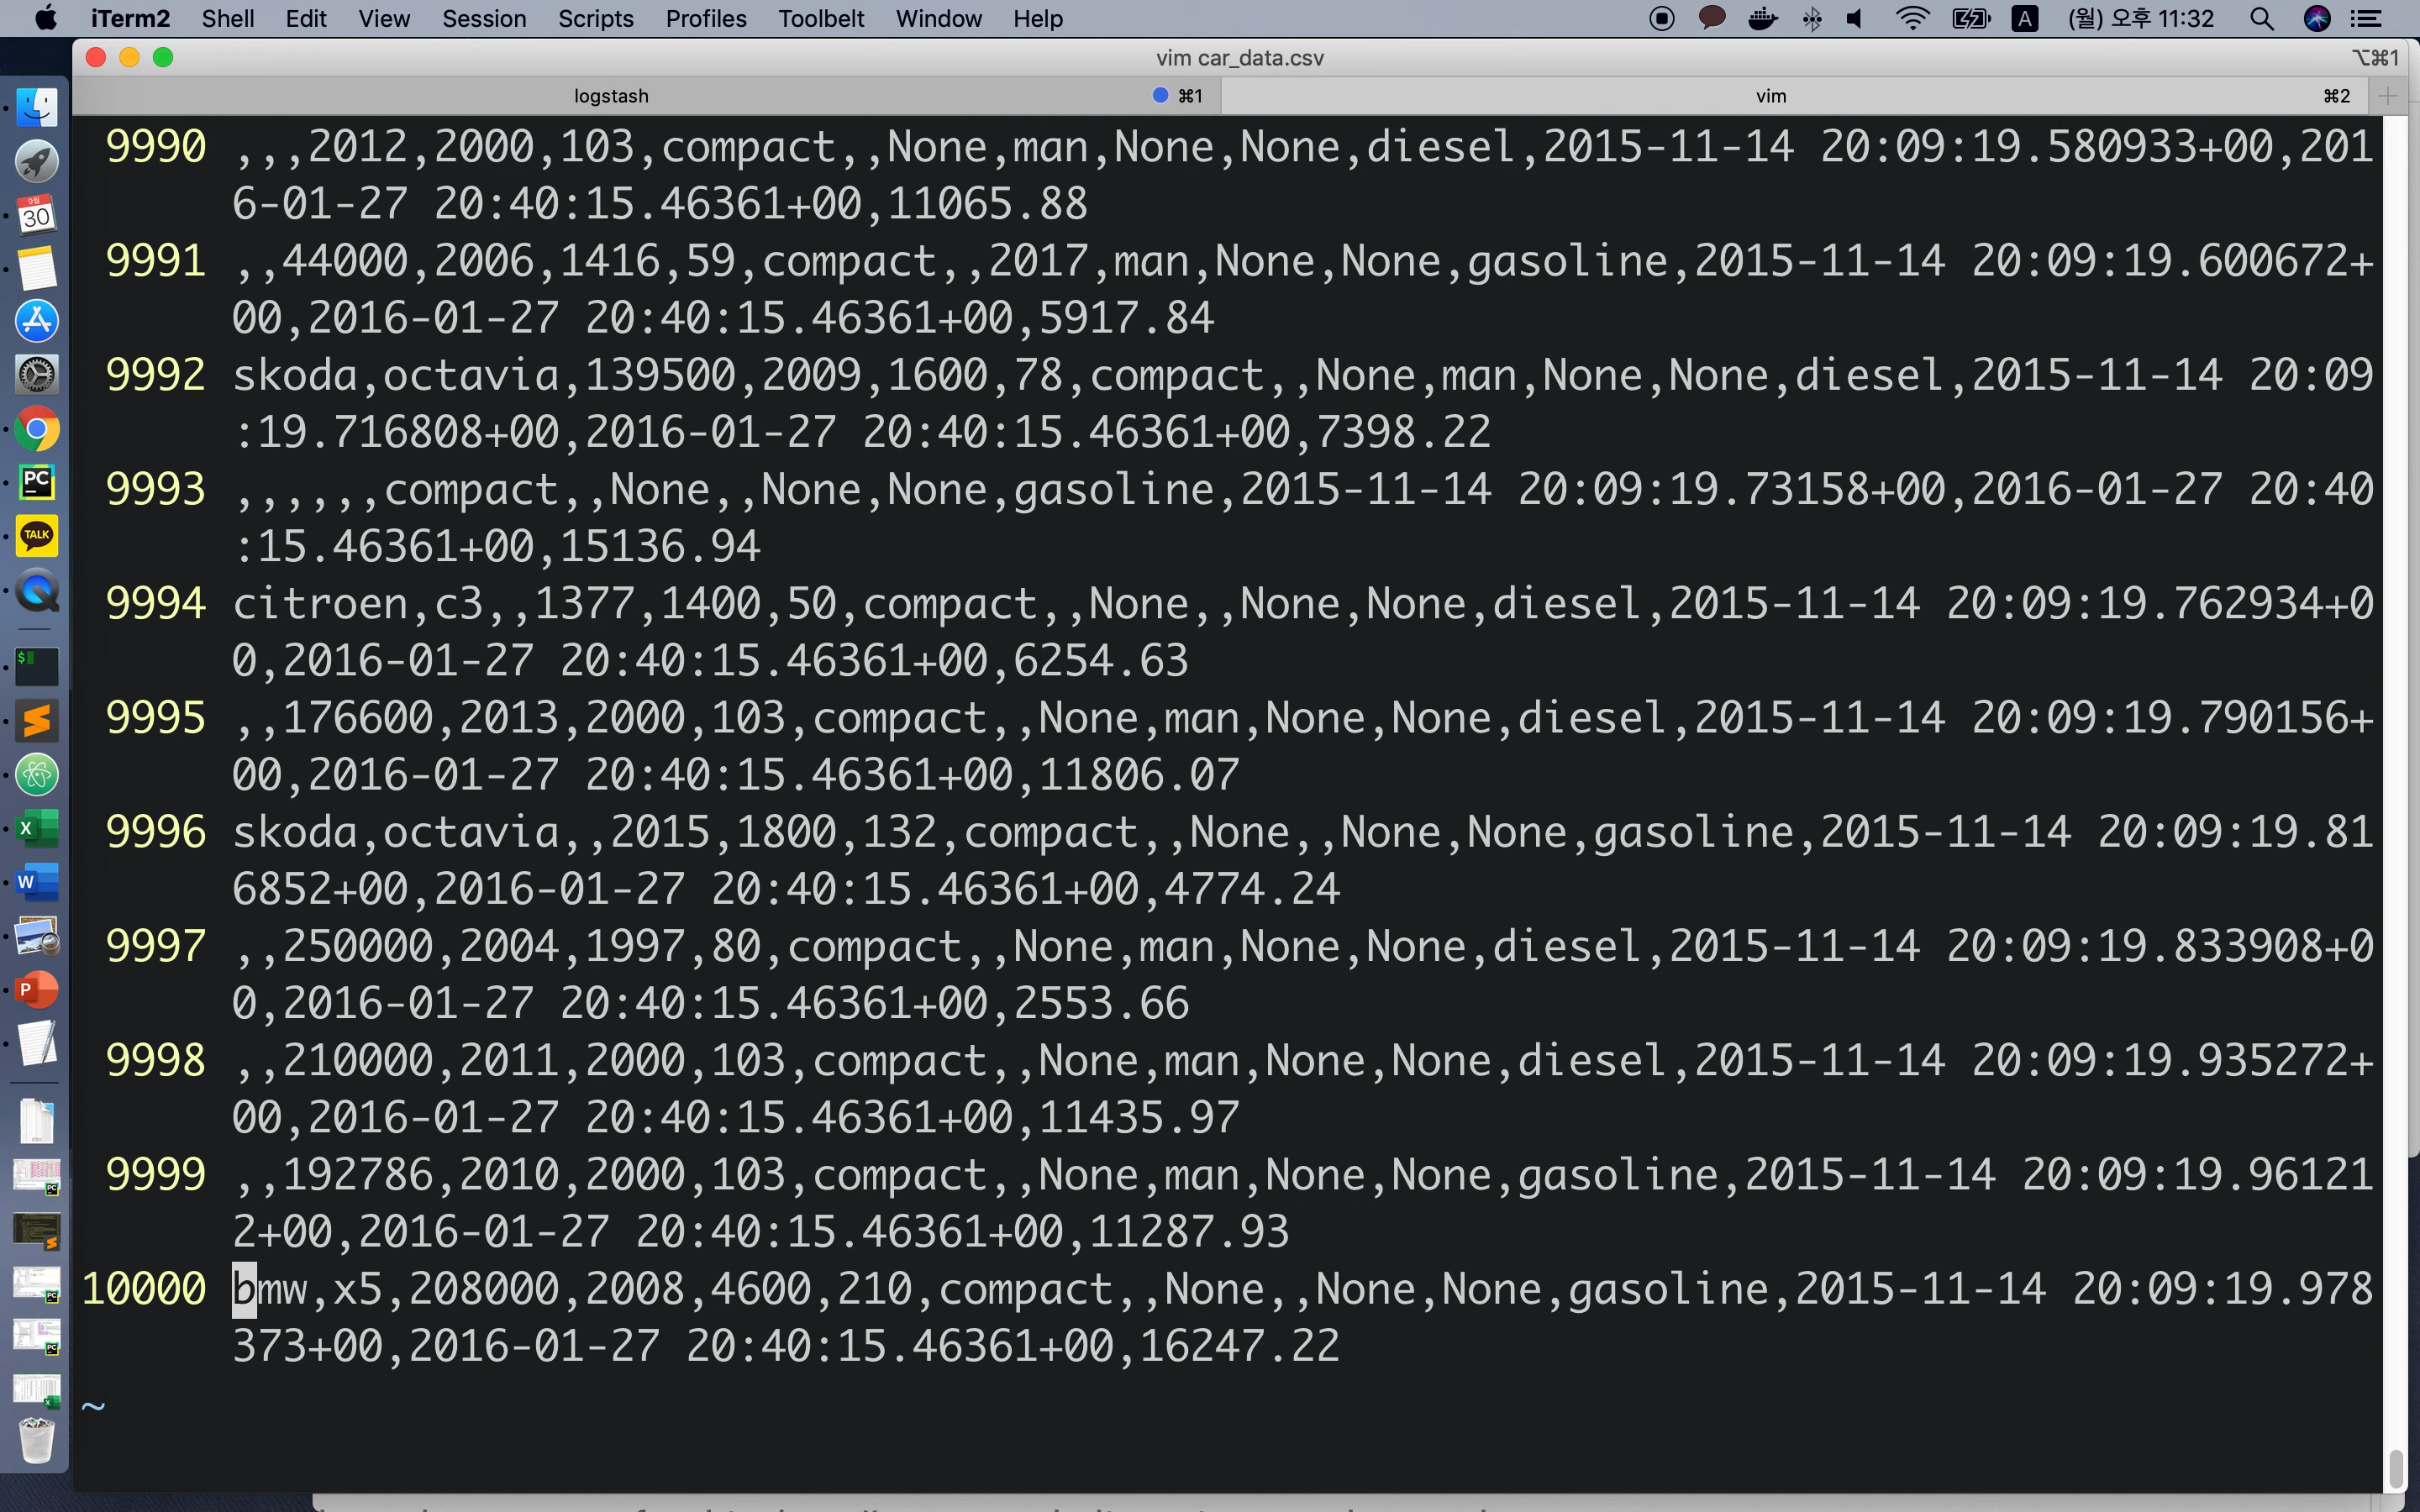 iTerm2 Shell Edit View Session Scripts Profiles Toolbelt Window Help A (월) 오후 11:32
vim car_data.csv ⌥⌘1
logstash ⌘1 vim ⌘2
9990 ,,,2012,2000,103,compact,,None,man,None,None,diesel,2015-11-14 20:09:19.580933+00,201
6-01-27 20:40:15.46361+00,11065.88
9991 ,,44000,2006,1416,59,compact,,2017,man,None,None,gasoline,2015-11-14 20:09:19.600672+
00,2016-01-27 20:40:15.46361+00,5917.84
9992 skoda,octavia,139500,2009,1600,78,compact,,None,man,None,None,diesel,2015-11-14 20:09
:19.716808+00,2016-01-27 20:40:15.46361+00,7398.22
9993 ,,,,,,compact,,None,,None,None,gasoline,2015-11-14 20:09:19.73158+00,2016-01-27 20:40
:15.46361+00,15136.94
9994 citroen,c3,,1377,1400,50,compact,,None,,None,None,diesel,2015-11-14 20:09:19.762934+0
0,2016-01-27 20:40:15.46361+00,6254.63
9995 ,,176600,2013,2000,103,compact,,None,man,None,None,diesel,2015-11-14 20:09:19.790156+
00,2016-01-27 20:40:15.46361+00,11806.07
9996 skoda,octavia,,2015,1800,132,compact,,None,,None,None,gasoline,2015-11-14 20:09:19.81
6852+00,2016-01-27 20:40:15.46361+00,4774.24
9997 ,,250000,2004,1997,80,compact,,None,man,None,None,diesel,2015-11-14 20:09:19.833908+0
0,2016-01-27 20:40:15.46361+00,2553.66
9998 ,,210000,2011,2000,103,compact,,None,man,None,None,diesel,2015-11-14 20:09:19.935272+
00,2016-01-27 20:40:15.46361+00,11435.97
9999 ,,192786,2010,2000,103,compact,,None,man,None,None,gasoline,2015-11-14 20:09:19.96121
2+00,2016-01-27 20:40:15.46361+00,11287.93
10000 bmw,x5,208000,2008,4600,210,compact,,None,,None,None,gasoline,2015-11-14 20:09:19.978
373+00,2016-01-27 20:40:15.46361+00,16247.22
~
9월
30
PC
TALK
$
X
W
P